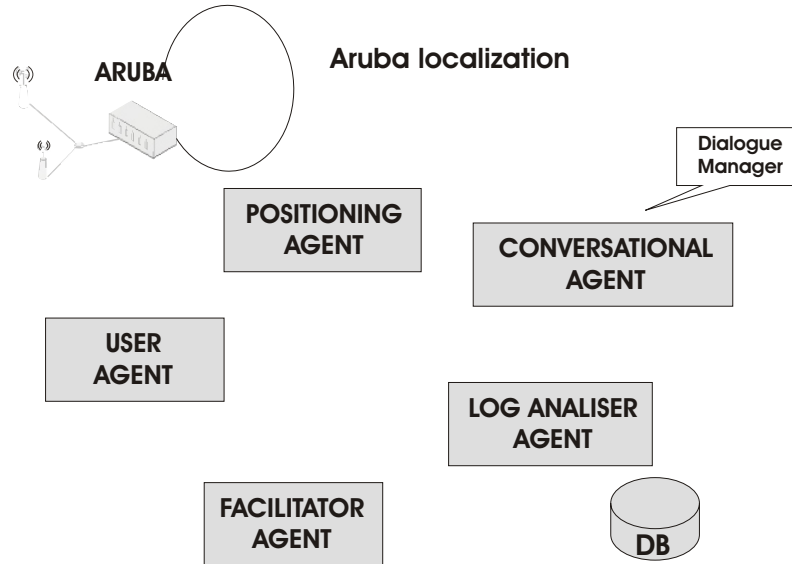 Aruba localization
ARUBA
Dialogue
Manager
POSITIONING
AGENT
CONVERSATIONAL
AGENT
USER
AGENT
LOG ANALISER
AGENT
FACILITATOR
AGENT
DB